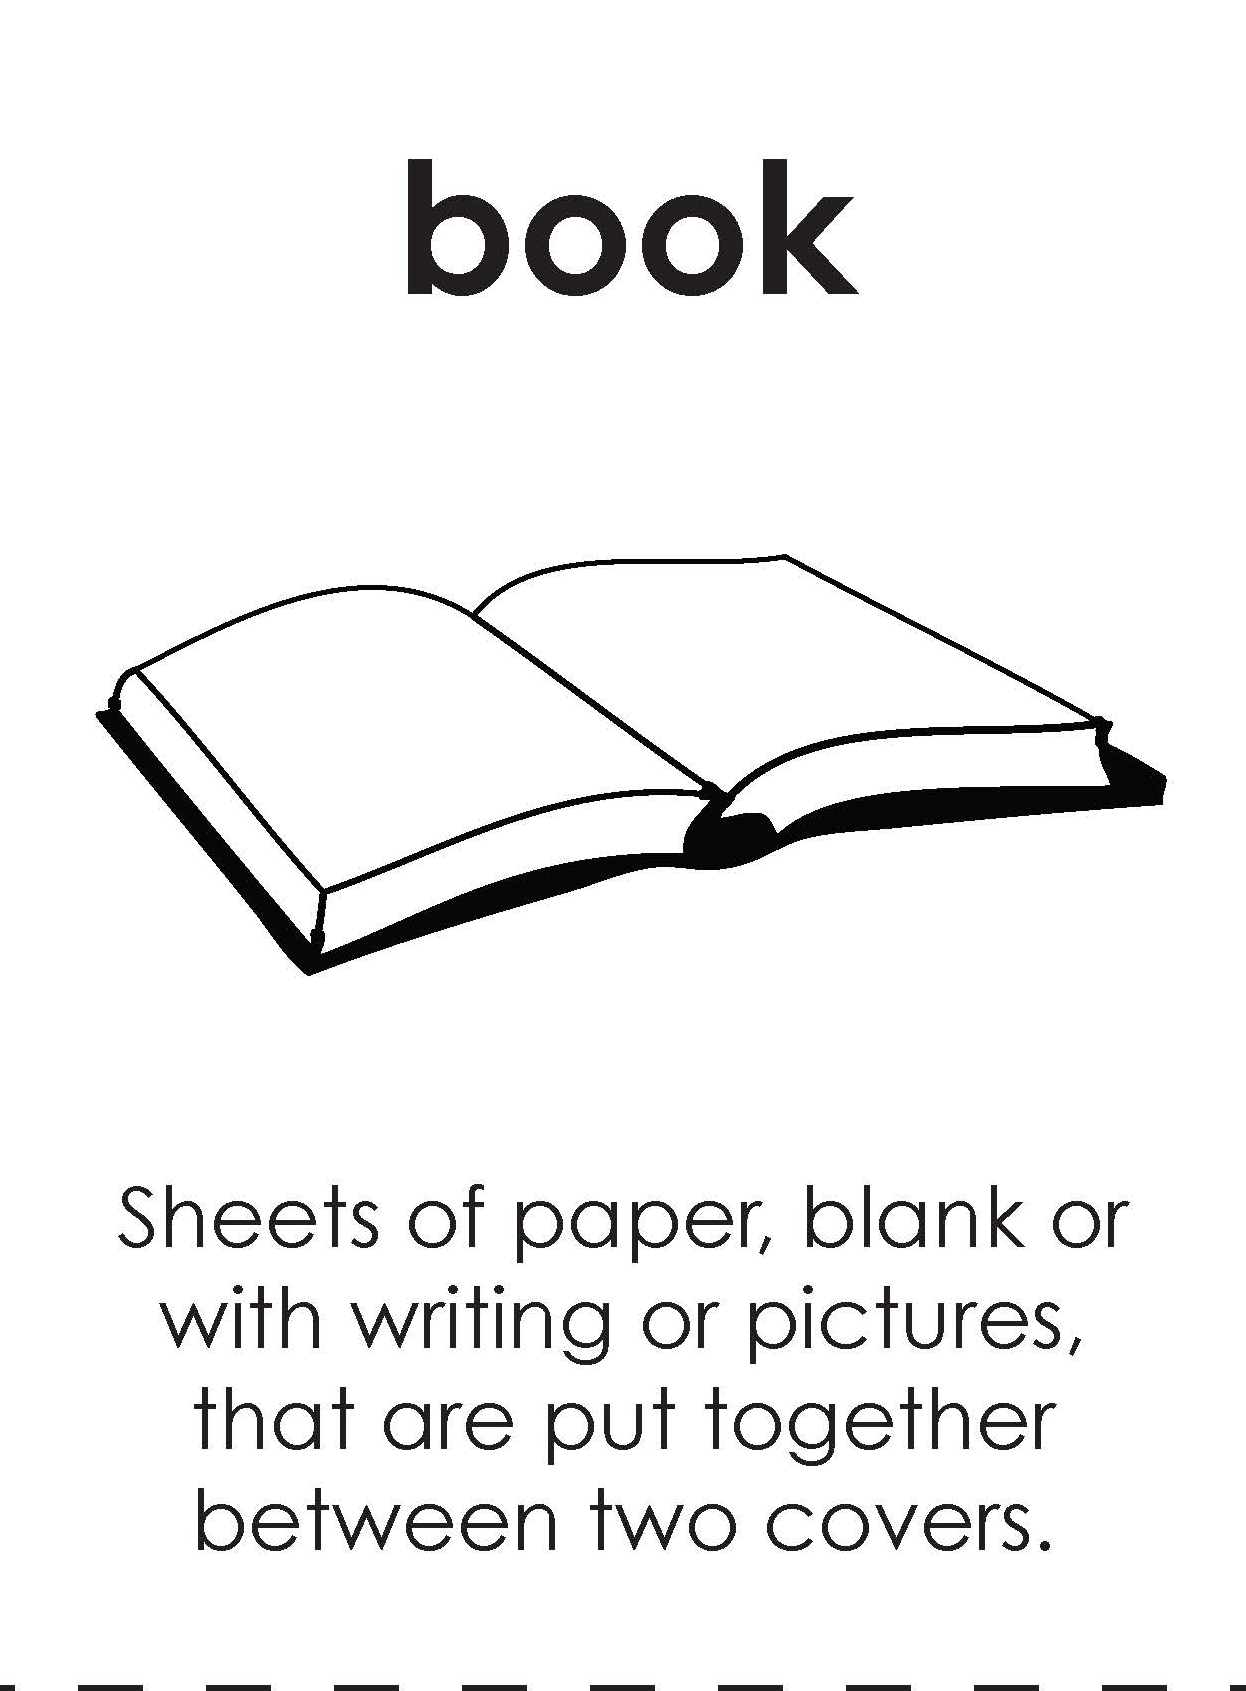 book
Sheets of paper, blank or
with writing or pictures,
that are put together
between two covers.